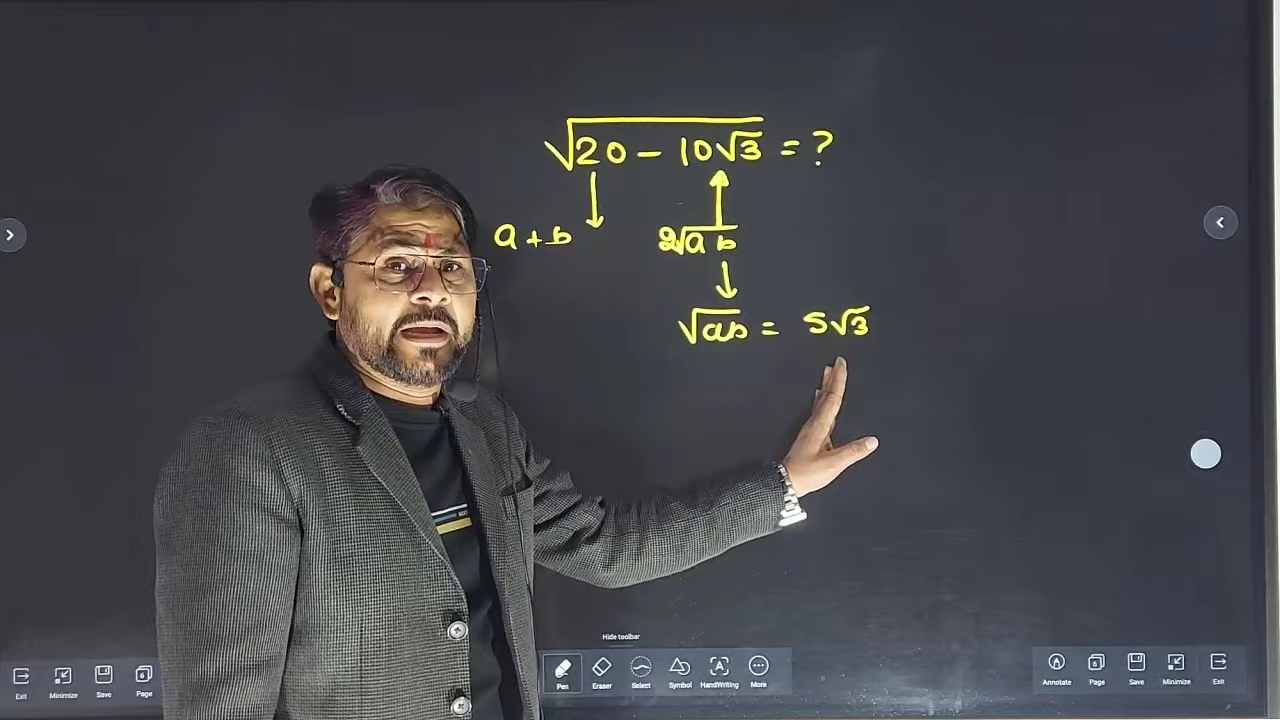 √20 - 10√3 = ?
a + b 2√ab
√ab = 5√3
NEXT
Hide toolbar
Exit Minimize Save Page Pen Eraser Select Symbol HandWriting More Annotate Page Save Minimize Exit